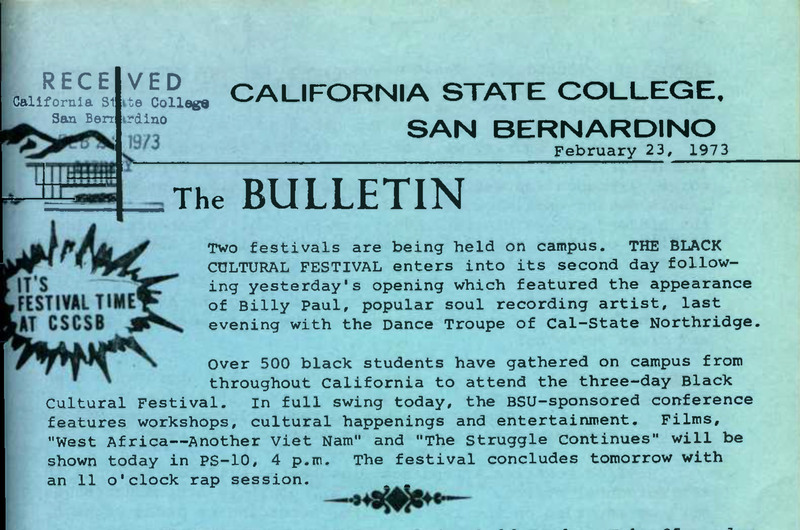 RECEIVED
California State College
San Bernardino
1973
CALIFORNIA STATE COLLEGE,
SAN BERNARDINO
February 23, 1973
The BULLETIN
IT'S
FESTIVAL TIME
AT CSCSB
Two festivals are being held on campus. THE BLACK
CULTURAL FESTIVAL enters into its second day follow-
ing yesterday's opening which featured the appearance
of Billy Paul, popular soul recording artist, last
evening with the Dance Troupe of Cal-State Northridge.
Over 500 black students have gathered on campus from
throughout California to attend the three-day Black
Cultural Festival. In full swing today, the BSU-sponsored conference
features workshops, cultural happenings and entertainment. Films,
"West Africa--Another Viet Nam" and "The Struggle Continues" will be
shown today in PS-10, 4 p.m. The festival concludes tomorrow with
an 11 o'clock rap session.